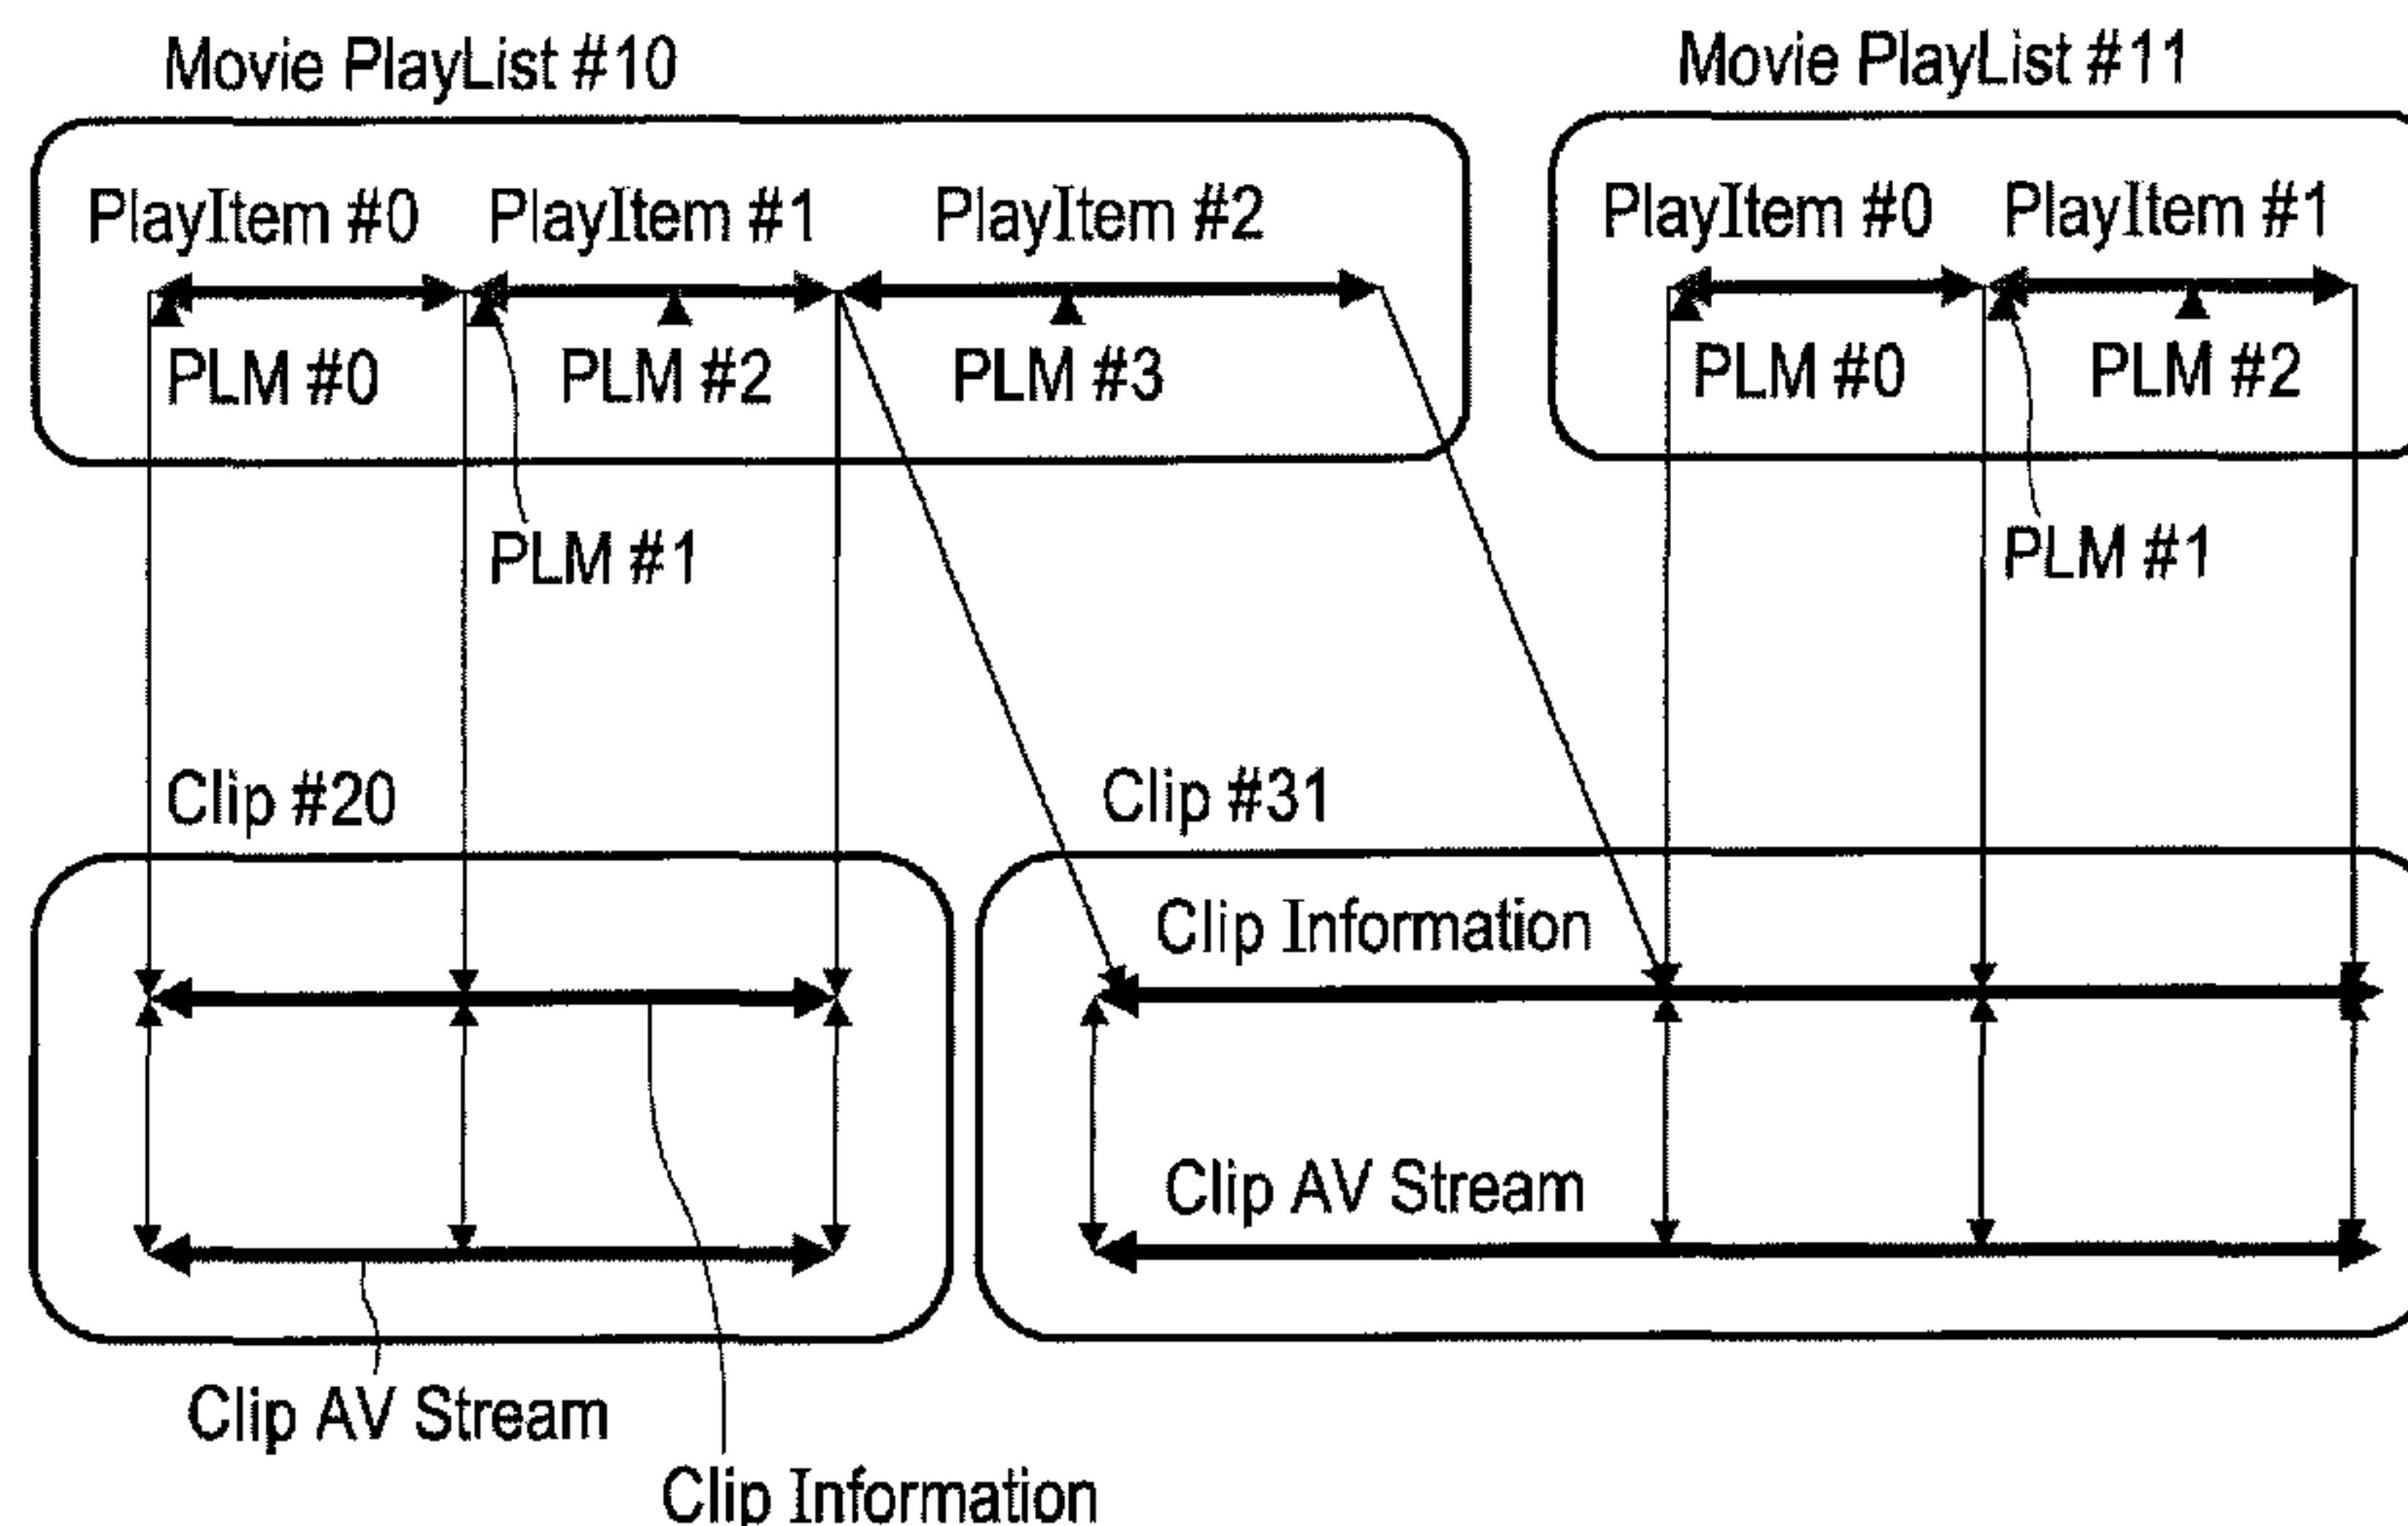 Movie PlayList #10
Movie PlayList #11
PlayItem #0
PlayItem #1
PlayItem #2
PlayItem #0
PlayItem #1
PLM #0
PLM #2
PLM #3
PLM #0
PLM #2
PLM #1
PLM #1
Clip #20
Clip #31
Clip Information
Clip AV Stream
Clip AV Stream
Clip Information